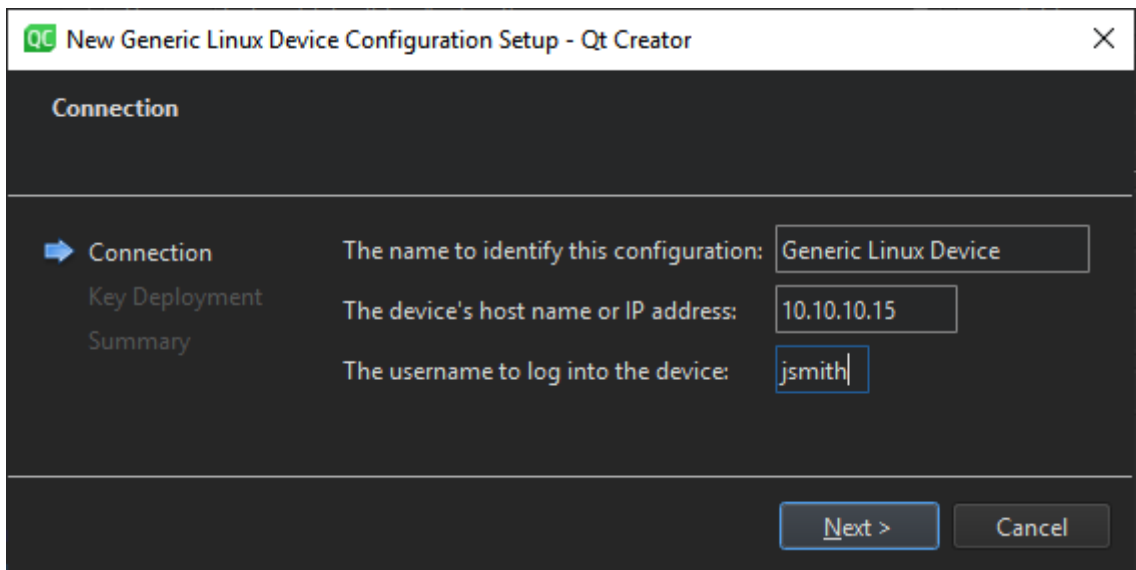 QC New Generic Linux Device Configuration Setup - Qt Creator
Connection
Connection
Key Deployment
Summary
The name to identify this configuration: Generic Linux Device
The device's host name or IP address: 10.10.10.15
The username to log into the device: jsmith
Next >
Cancel